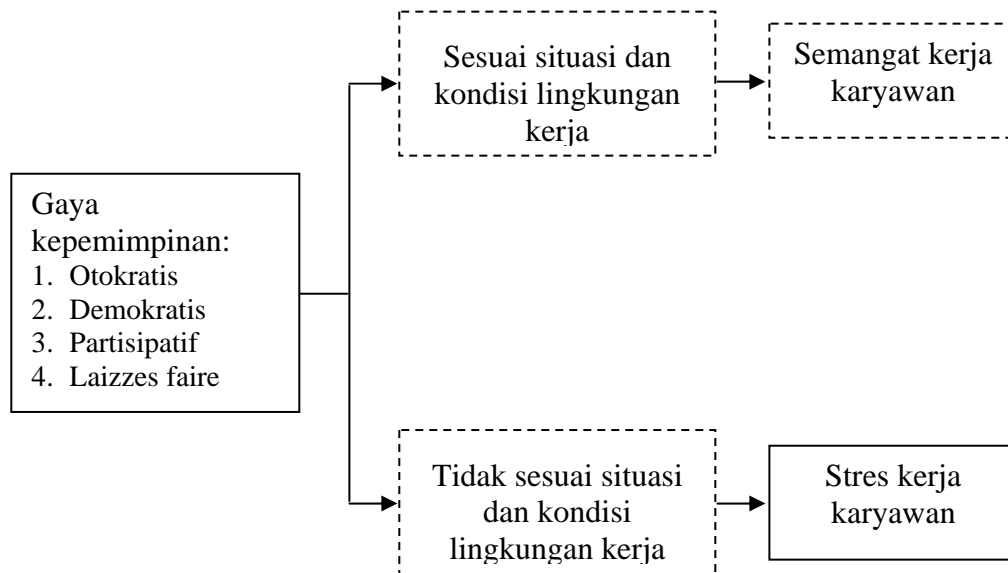 Sesuai situasi dan
kondisi lingkungan
kerja
Semangat kerja
karyawan
Gaya
kepemimpinan:
1. Otokratis
2. Demokratis
3. Partisipatif
4. Laizzes faire
Tidak sesuai situasi
dan kondisi
lingkungan kerja
Stres kerja
karyawan